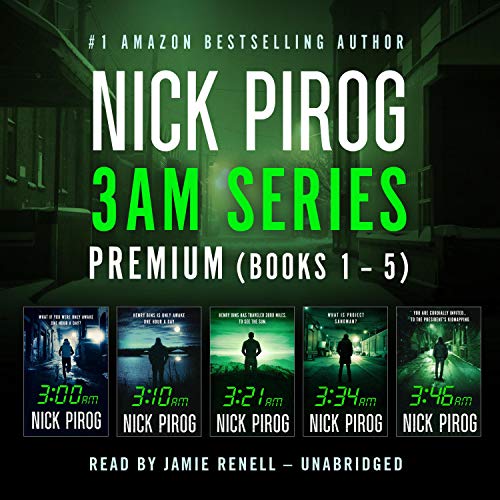 #1 AMAZON BESTSELLING AUTHOR
NICK PIROG
3AM SERIES
PREMIUM (BOOKS 1 – 5)
WHAT IF YOU WERE ONLY AWAKE
ONE HOUR A DAY?
3:00AM
NICK PIROG
HENRY BINS IS ONLY AWAKE
ONE HOUR A DAY
3:10AM
NICK PIROG
HENRY BINS HAS TRAVELED 3000 MILES.
TO SEE THE SUN.
3:21AM
NICK PIROG
WHAT IS PROJECT
SANDMAN?
3:34AM
NICK PIROG
YOU ARE CORDIALLY INVITED...
TO THE PRESIDENT'S KIDNAPPING
3:46AM
NICK PIROG
READ BY JAMIE RENELL – UNABRIDGED